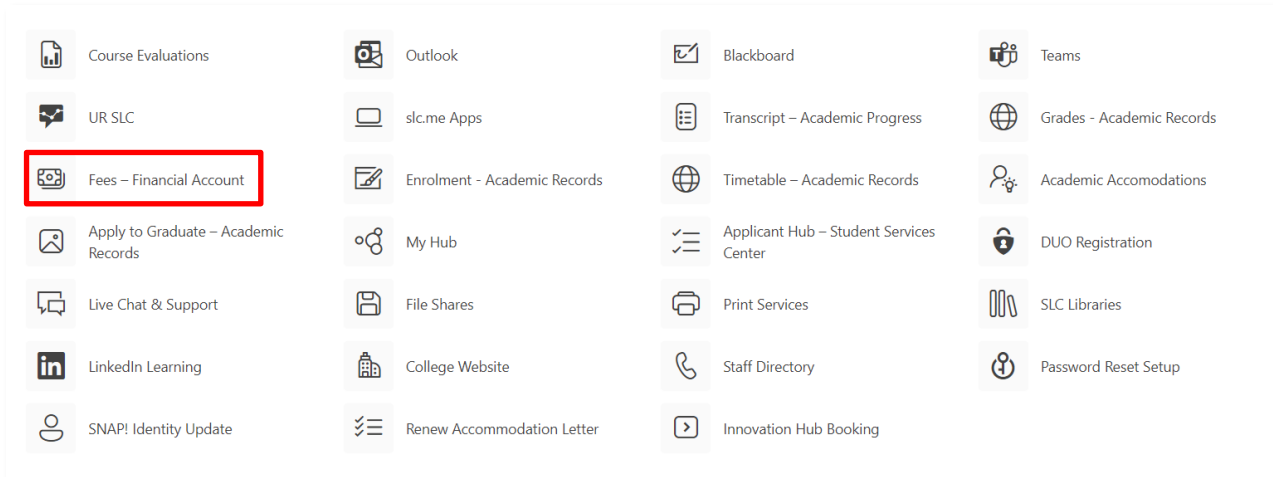 Course Evaluations
Outlook
Blackboard
Teams
UR SLC
slc.me Apps
Transcript – Academic Progress
Grades - Academic Records
Fees – Financial Account
Enrolment - Academic Records
Timetable – Academic Records
Academic Accomodations
Apply to Graduate – Academic
Records
My Hub
Applicant Hub – Student Services
Center
DUO Registration
Live Chat & Support
File Shares
Print Services
SLC Libraries
LinkedIn Learning
College Website
Staff Directory
Password Reset Setup
SNAP! Identity Update
Renew Accommodation Letter
Innovation Hub Booking